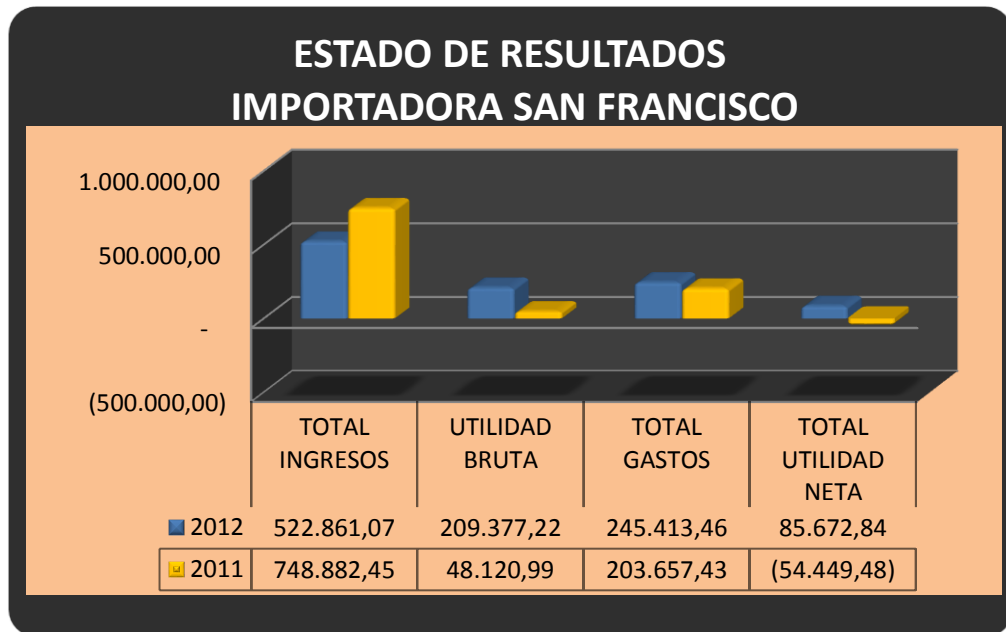 ESTADO DE RESULTADOS
IMPORTADORA SAN FRANCISCO
1.000.000,00
500.000,00
-
(500.000,00)
TOTAL INGRESOS
UTILIDAD BRUTA
TOTAL GASTOS
TOTAL UTILIDAD NETA
2012 522.861,07 209.377,22 245.413,46 85.672,84
2011 748.882,45 48.120,99 203.657,43 (54.449,48)